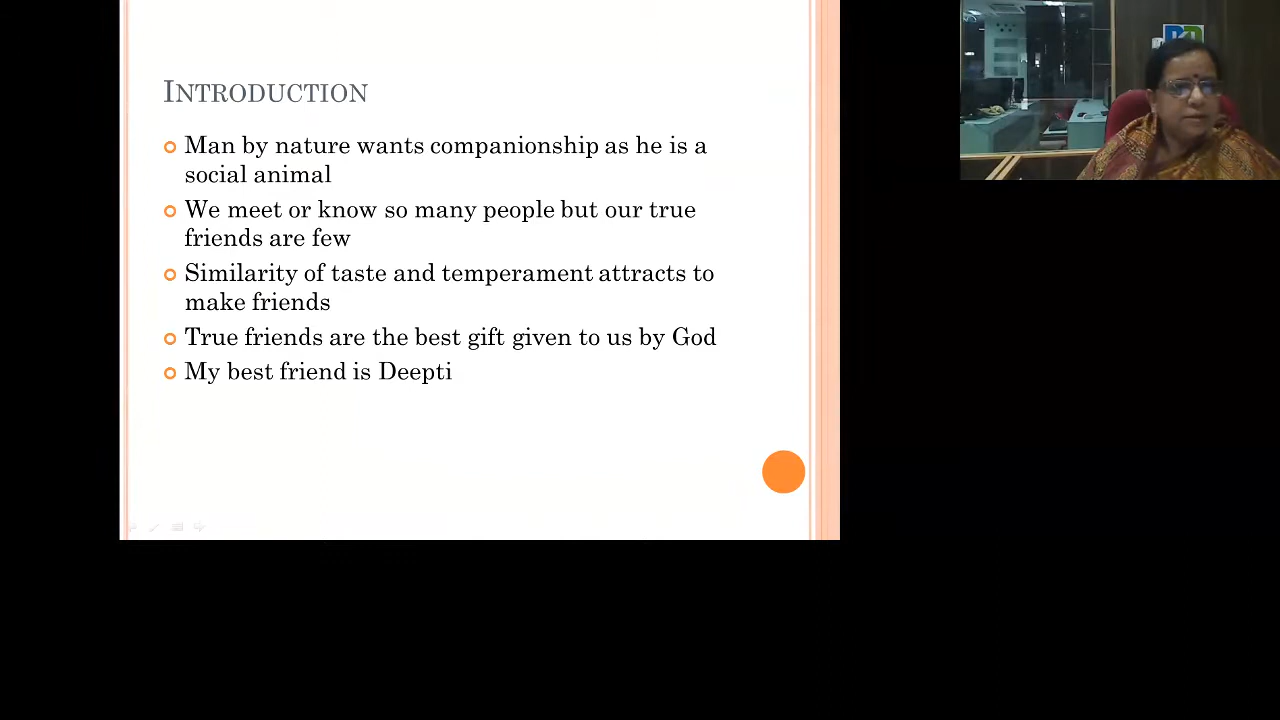 INTRODUCTION
Man by nature wants companionship as he is a
social animal
We meet or know so many people but our true
friends are few
Similarity of taste and temperament attracts to
make friends
True friends are the best gift given to us by God
My best friend is Deepti